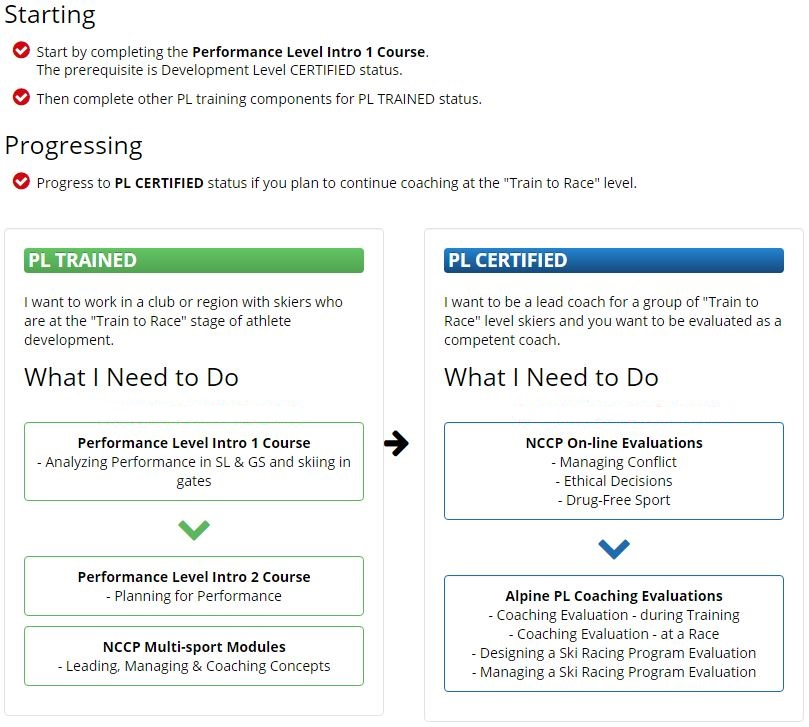 Starting
Start by completing the Performance Level Intro 1 Course.
The prerequisite is Development Level CERTIFIED status.
Then complete other PL training components for PL TRAINED status.
Progressing
Progress to PL CERTIFIED status if you plan to continue coaching at the "Train to Race" level.
PL TRAINED
I want to work in a club or region with skiers who
are at the "Train to Race" stage of athlete
development.
What I Need to Do
Performance Level Intro 1 Course
- Analyzing Performance in SL & GS and skiing in
gates
Performance Level Intro 2 Course
- Planning for Performance
NCCP Multi-sport Modules
- Leading, Managing & Coaching Concepts
PL CERTIFIED
I want to be a lead coach for a group of "Train to
Race" level skiers and you want to be evaluated as a
competent coach.
What I Need to Do
NCCP On-line Evaluations
- Managing Conflict
- Ethical Decisions
- Drug-Free Sport
Alpine PL Coaching Evaluations
- Coaching Evaluation - during Training
- Coaching Evaluation - at a Race
- Designing a Ski Racing Program Evaluation
- Managing a Ski Racing Program Evaluation